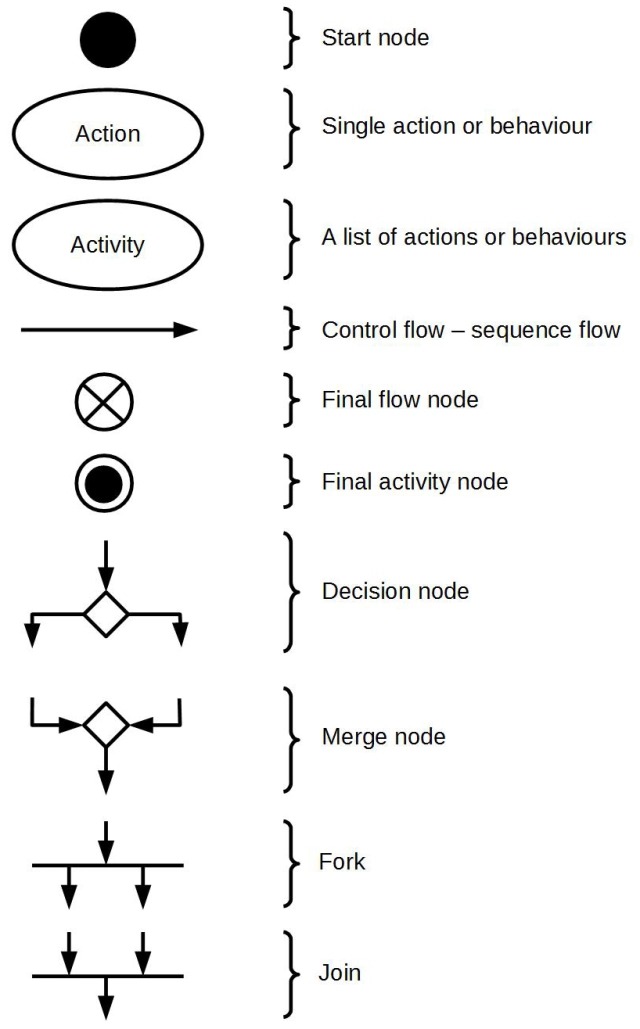 Start node
Action
Single action or behaviour
Activity
A list of actions or behaviours
Control flow – sequence flow
Final flow node
Final activity node
Decision node
Merge node
Fork
Join